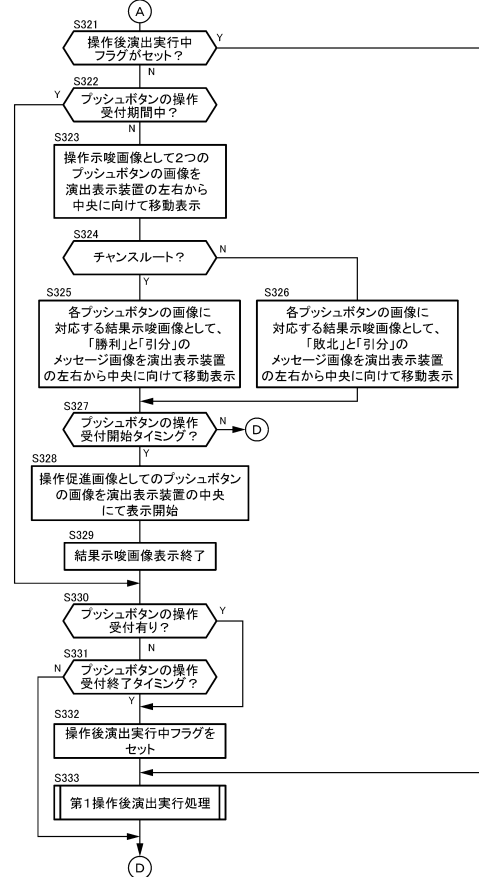 A
S321
操作後演出実行中
フラグがセット？
Y
N
S322
プッシュボタンの操作
受付期間中？
Y
N
S323
操作示唆画像として2つの
プッシュボタンの画像を
演出表示装置の左右から
中央に向けて移動表示
S324
チャンスルート？
N
Y
S325
各プッシュボタンの画像に
対応する結果示唆画像として、
「勝利」と「引分」の
メッセージ画像を演出表示装置
の左右から中央に向けて移動表示
S326
各プッシュボタンの画像に
対応する結果示唆画像として、
「敗北」と「引分」の
メッセージ画像を演出表示装置
の左右から中央に向けて移動表示
S327
プッシュボタンの操作
受付開始タイミング？
N
D
Y
S328
操作促進画像としてのプッシュボタン
の画像を演出表示装置の中央
にて表示開始
S329
結果示唆画像表示終了
S330
プッシュボタンの操作
受付有り？
Y
N
S331
プッシュボタンの操作
受付終了タイミング？
N
Y
S332
操作後演出実行中フラグを
セット
S333
第1操作後演出実行処理
D